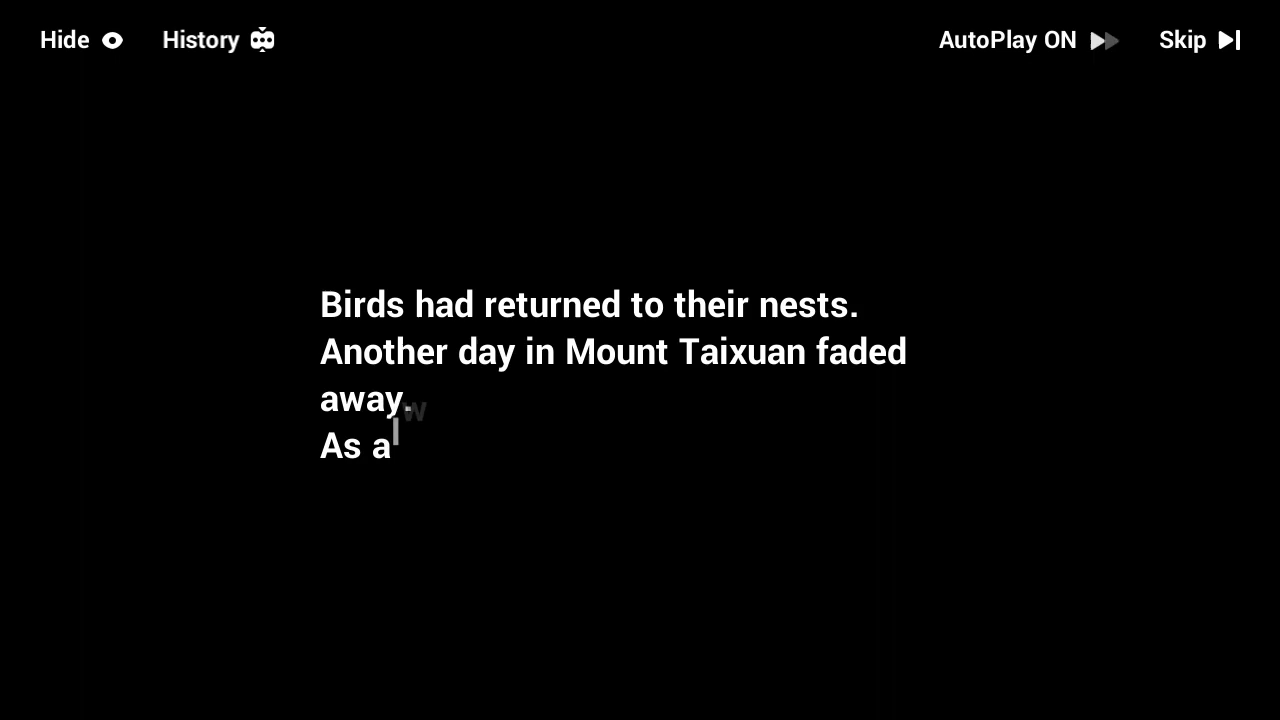 Hide
History
AutoPlay ON
Skip
Birds had returned to their nests.
Another day in Mount Taixuan faded
away.
As alw